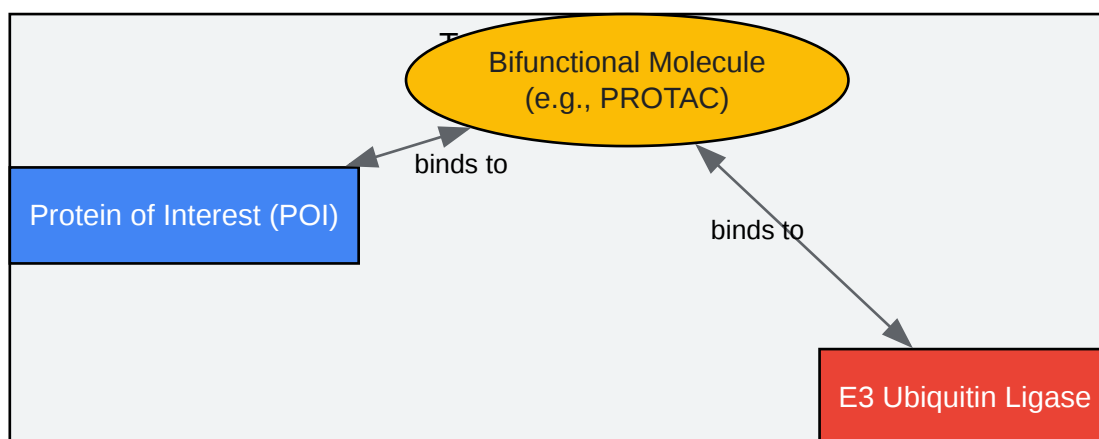 Bifunctional Molecule
(e.g., PROTAC)
binds to
Protein of Interest (POI)
binds to
E3 Ubiquitin Ligase